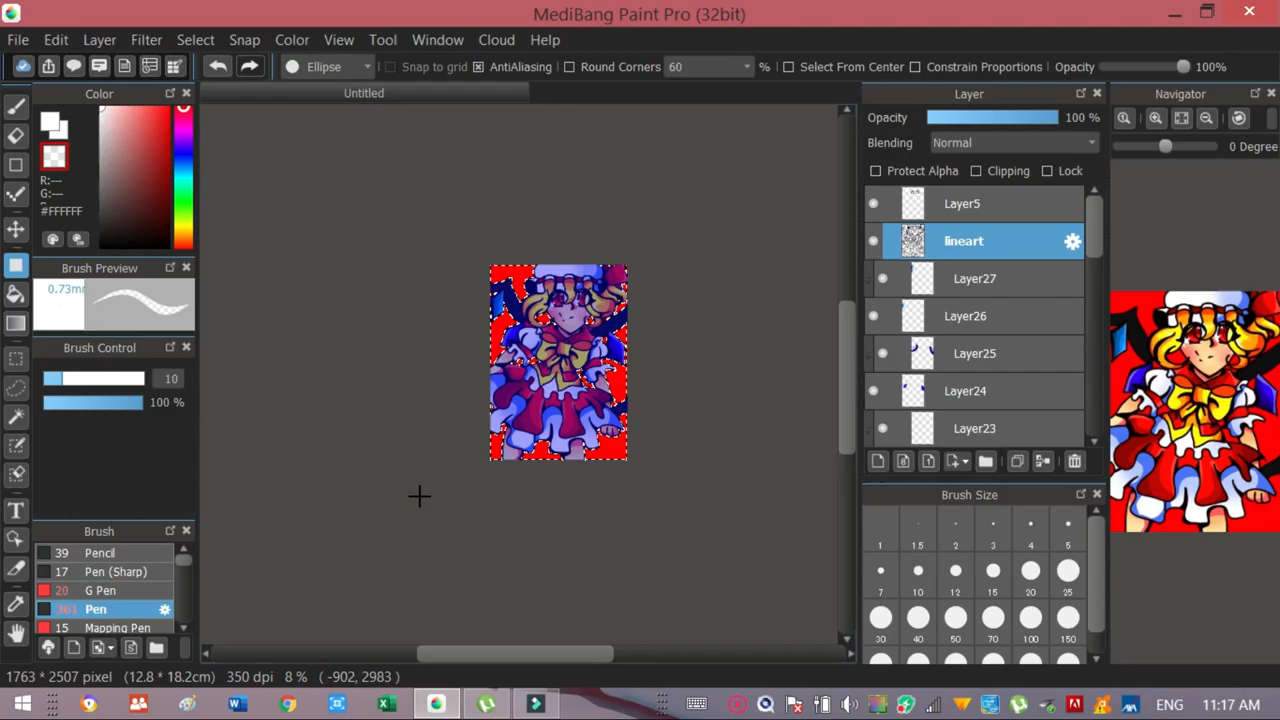 MediBang Paint Pro (32bit)
File Edit Layer Filter Select Snap Color View Tool Window Cloud Help
Ellipse Snap to grid AntiAliasing Round Corners 60 % Select From Center Constrain Proportions Opacity 100%
Color
Untitled
Layer
Navigator
Opacity 100 %
Blending Normal
0 Degree
Protect Alpha Clipping Lock
R:---
G:---
#FFFFFF
Layer5
lineart
Brush Preview
Layer27
Layer26
Brush Control
Layer25
10
Layer24
100 %
Layer23
Brush Size
Brush
39 Pencil
17 Pen (Sharp)
20 G Pen
361 Pen
15 Mapping Pen
1 1.5 2 3 4 5
7 10 12 15 20 25
30 40 50 70 100 150
1763 * 2507 pixel (12.8 * 18.2cm) 350 dpi 8 % ( -902, 2983 )
ENG 11:17 AM